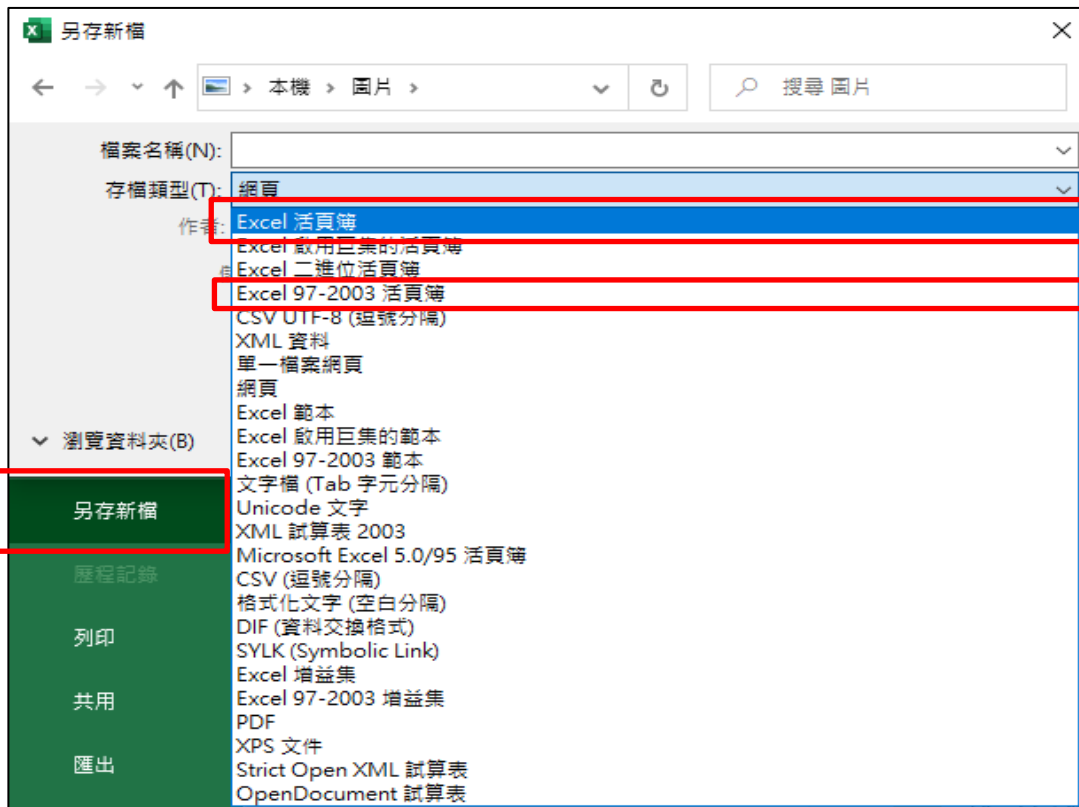 另存新檔
本機 > 圖片 >
搜尋 圖片
檔案名稱(N):
存檔類型(T): 網頁
作者:
Excel 活頁簿
Excel 啟用巨集的活頁簿
Excel 二進位活頁簿
Excel 97-2003 活頁簿
CSV UTF-8 (逗號分隔)
XML 資料
單一檔案網頁
網頁
Excel 範本
Excel 啟用巨集的範本
Excel 97-2003 範本
文字檔 (Tab 字元分隔)
Unicode 文字
XML 試算表 2003
Microsoft Excel 5.0/95 活頁簿
CSV (逗號分隔)
格式化文字 (空白分隔)
DIF (資料交換格式)
SYLK (Symbolic Link)
Excel 增益集
Excel 97-2003 增益集
PDF
XPS 文件
Strict Open XML 試算表
OpenDocument 試算表
瀏覽資料夾(B)
另存新檔
歷程記錄
列印
共用
匯出